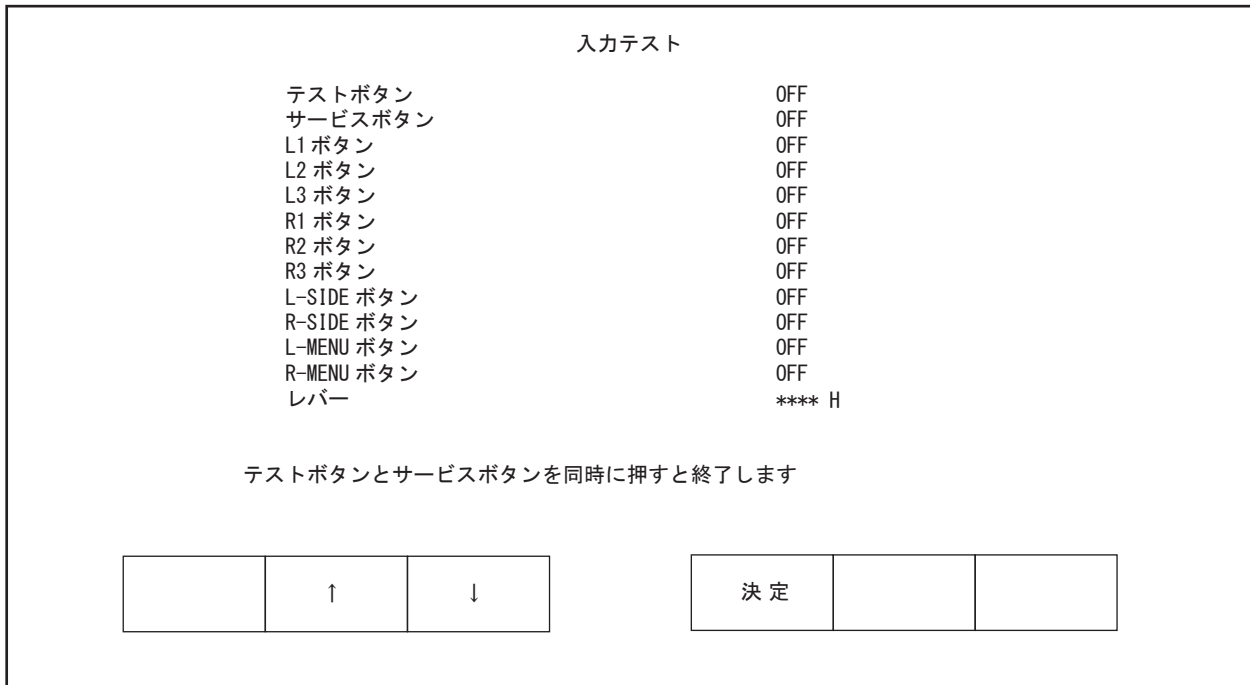 入力テスト
テストボタン OFF
サービスボタン OFF
L1 ボタン OFF
L2 ボタン OFF
L3 ボタン OFF
R1 ボタン OFF
R2 ボタン OFF
R3 ボタン OFF
L-SIDE ボタン OFF
R-SIDE ボタン OFF
L-MENU ボタン OFF
R-MENU ボタン OFF
レバー **** H
テストボタンとサービスボタンを同時に押すと終了します
↑ ↓ 決 定